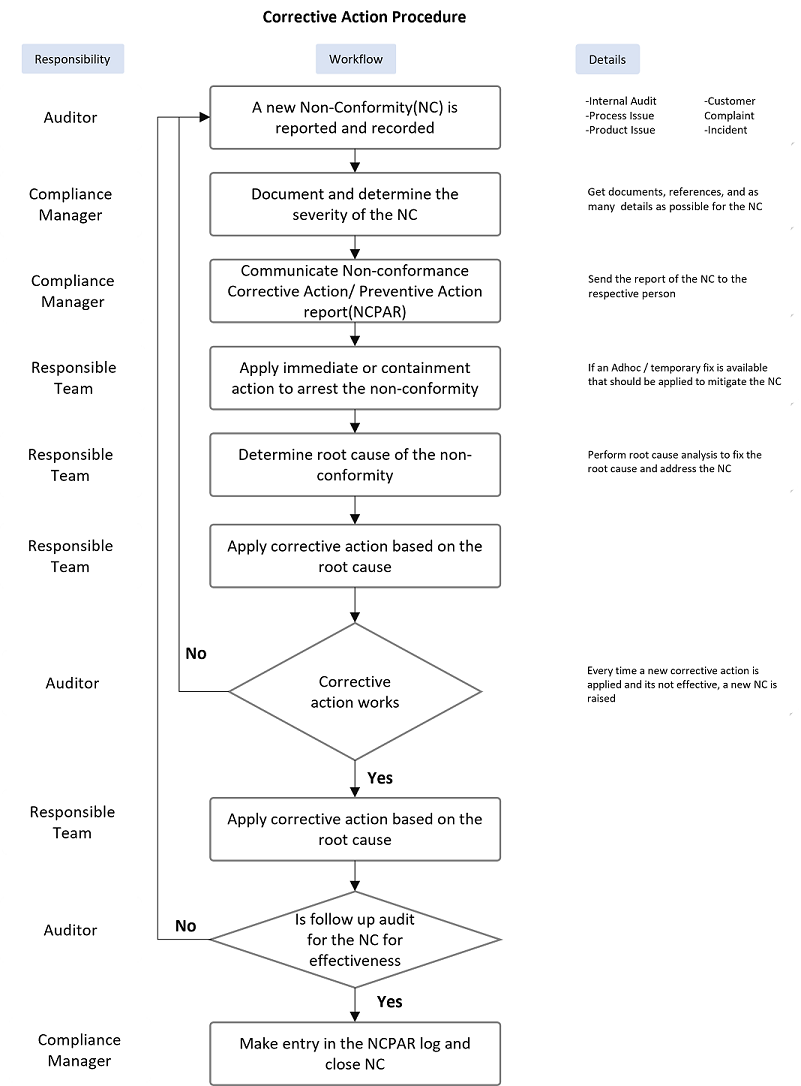 Corrective Action Procedure
Responsibility
Workflow
Details
Auditor
A new Non-Conformity(NC) is
reported and recorded
-Internal Audit
-Process Issue
-Product Issue
-Customer
Complaint
-Incident
Compliance
Manager
Document and determine the
severity of the NC
Get documents, references, and as
many details as possible for the NC
Compliance
Manager
Communicate Non-conformance
Corrective Action/ Preventive Action
report(NCPAR)
Send the report of the NC to the
respective person
Responsible
Team
Apply immediate or containment
action to arrest the non-conformity
If an Adhoc / temporary fix is available
that should be applied to mitigate the NC
Responsible
Team
Determine root cause of the non-
conformity
Perform root cause analysis to fix the
root cause and address the NC
Responsible
Team
Apply corrective action based on the
root cause
No
Auditor
Corrective
action works
Every time a new corrective action is
applied and its not effective, a new NC is
raised
Yes
Responsible
Team
Apply corrective action based on the
root cause
Auditor
No
Is follow up audit
for the NC for
effectiveness
Yes
Compliance
Manager
Make entry in the NCPAR log and
close NC